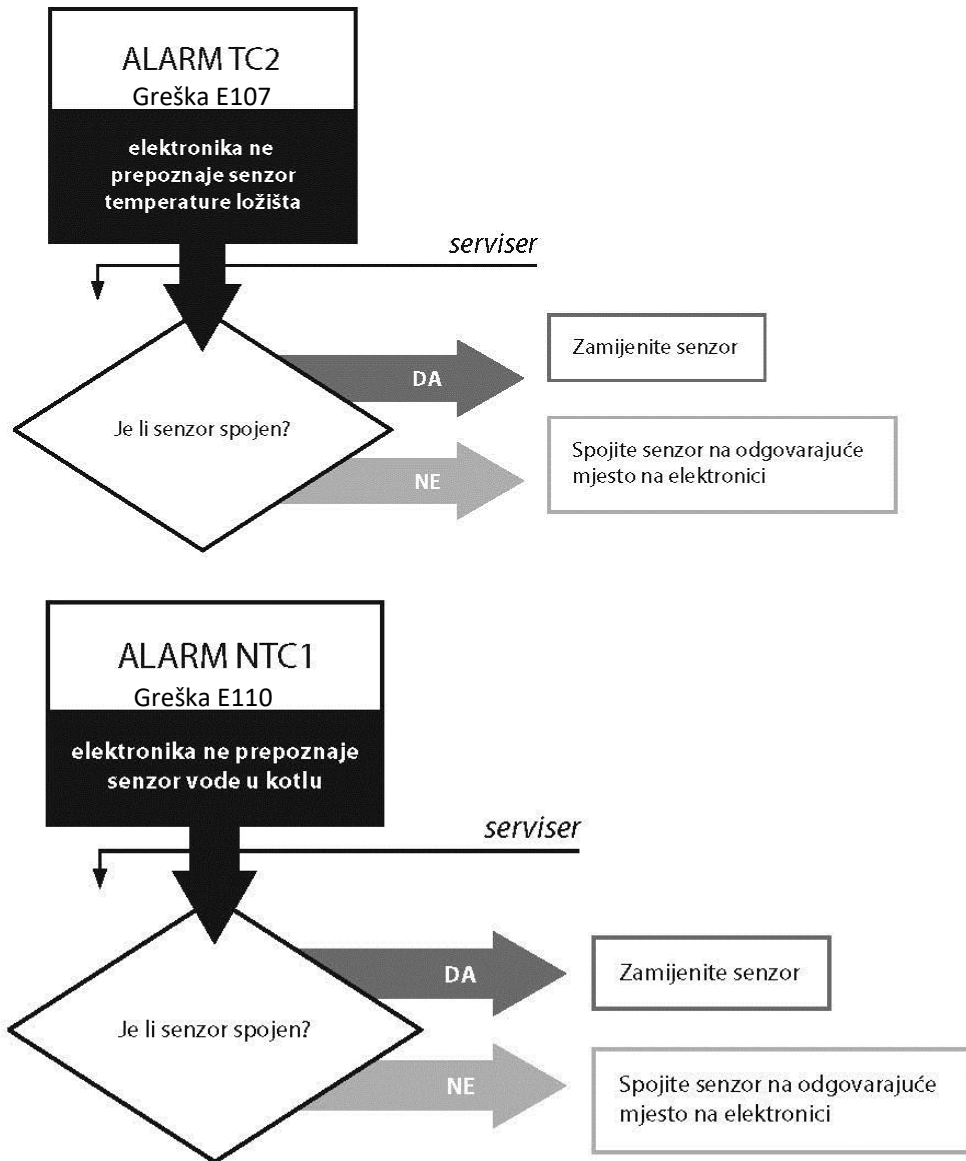 ALARM TC2
Greška E107
elektronika ne
prepoznaje senzor
temperature ložišta
serviser
Je li senzor spojen?
DA
Zamijenite senzor
NE
Spojite senzor na odgovarajuće
mjesto na elektronici
ALARM NTC1
Greška E110
elektronika ne prepoznaje
senzor vode u kotlu
serviser
Je li senzor spojen?
DA
Zamijenite senzor
NE
Spojite senzor na odgovarajuće
mjesto na elektronici